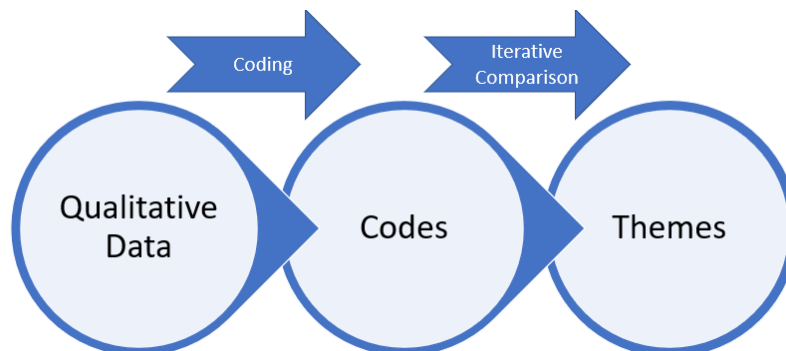 Coding
Iterative
Comparison
Qualitative
Data
Codes
Themes